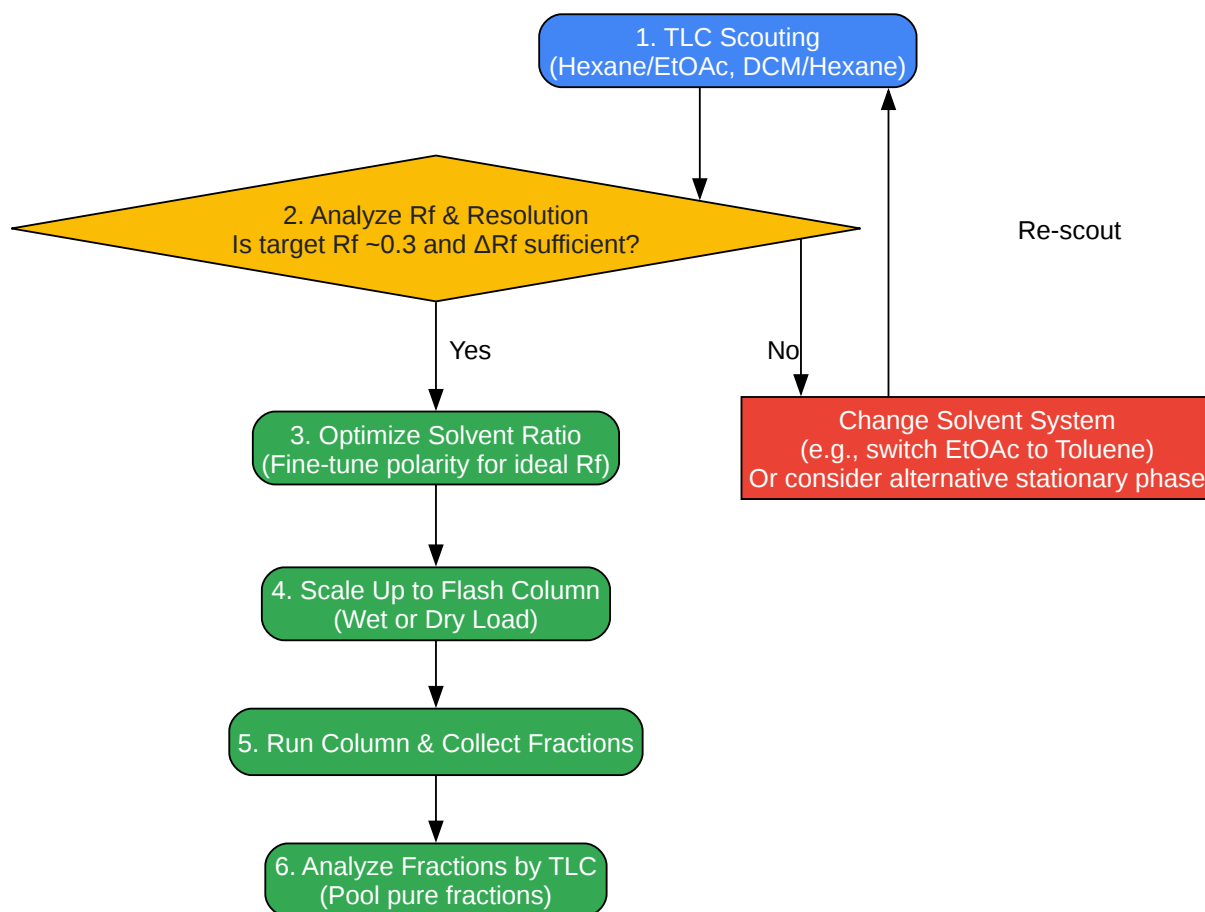 1. TLC Scouting
(Hexane/EtOAc, DCM/Hexane)
2. Analyze Rf & Resolution
Is target Rf ~0.3 and ΔRf sufficient?
Re-scout
Yes
No
3. Optimize Solvent Ratio
(Fine-tune polarity for ideal Rf)
Change Solvent System
(e.g., switch EtOAc to Toluene)
Or consider alternative stationary phase
4. Scale Up to Flash Column
(Wet or Dry Load)
5. Run Column & Collect Fractions
6. Analyze Fractions by TLC
(Pool pure fractions)